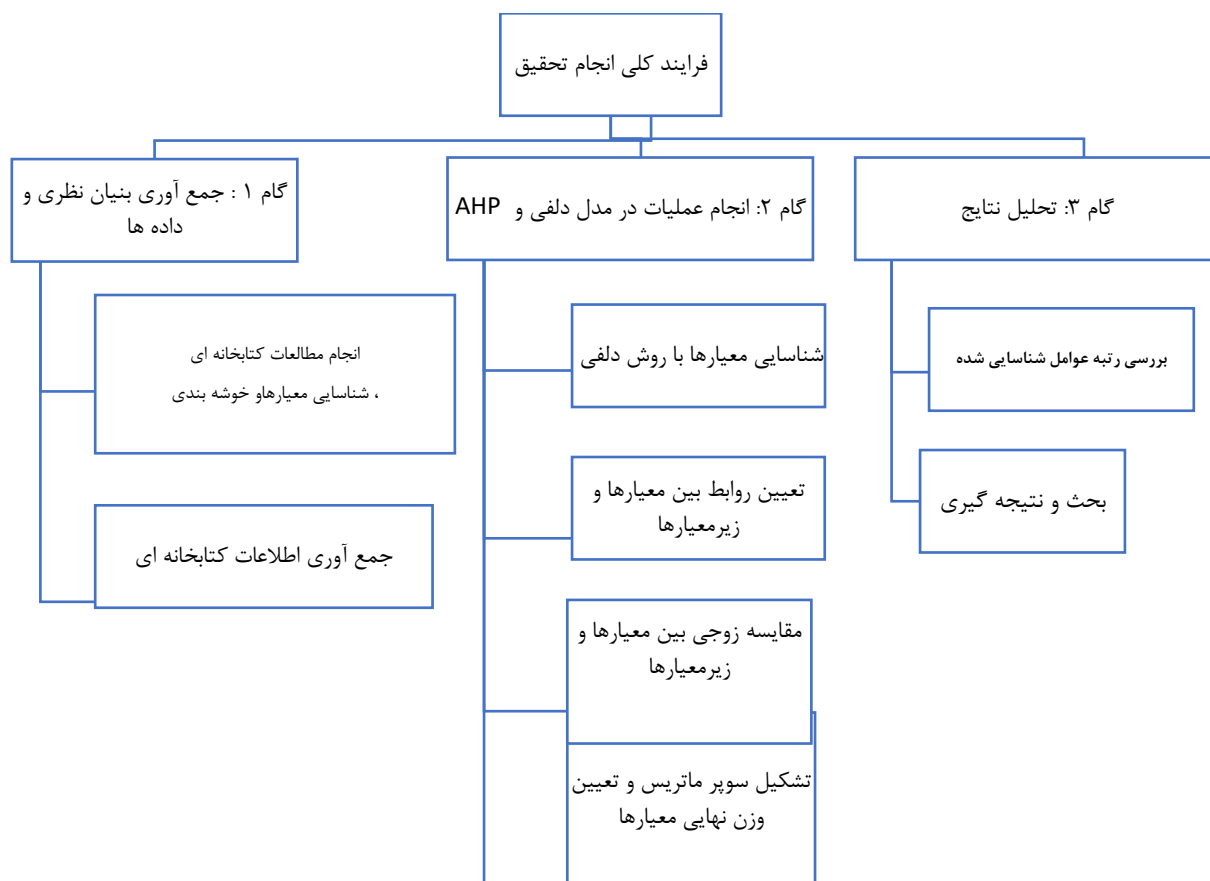 فرایند کلی انجام تحقیق
گام ۱ : جمع آوری بنیان نظری و
داده ها
انجام مطالعات کتابخانه ای
، شناسایی معیارهاو خوشه بندی
جمع آوری اطلاعات کتابخانه ای
گام ۲: انجام عملیات در مدل دلفی و AHP
شناسایی معیارها با روش دلفی
تعیین روابط بین معیارها و
زیرمعیارها
مقایسه زوجی بین معیارها و
زیرمعیارها
تشکیل سوپر ماتریس و تعیین
وزن نهایی معیارها
گام ۳: تحلیل نتایج
بررسی رتبه عوامل شناسایی شده
بحث و نتیجه گیری